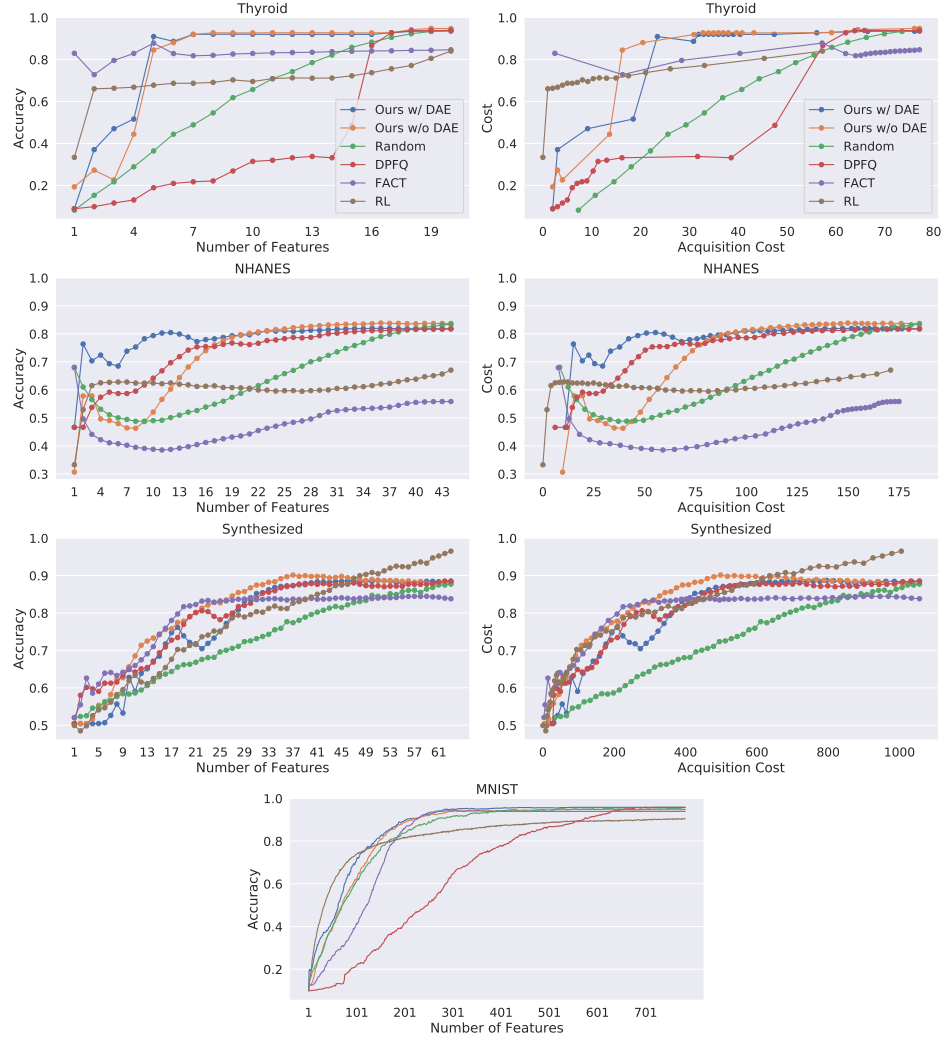 Thyroid
Thyroid
Accuracy
1.0
0.8
0.6
0.4
0.2
Ours w/ DAE
Ours w/o DAE
Random
DPFQ
FACT
RL
1 4 7 10 13 16 19
Number of Features
Cost
1.0
0.8
0.6
0.4
0.2
Ours w/ DAE
Ours w/o DAE
Random
DPFQ
FACT
RL
0 10 20 30 40 50 60 70 80
Acquisition Cost
NHANES
NHANES
Accuracy
1.0
0.9
0.8
0.7
0.6
0.5
0.4
0.3
1 4 7 10 13 16 19 22 25 28 31 34 37 40 43
Number of Features
Cost
1.0
0.9
0.8
0.7
0.6
0.5
0.4
0.3
0 25 50 75 100 125 150 175
Acquisition Cost
Synthesized
Synthesized
Accuracy
1.0
0.9
0.8
0.7
0.6
0.5
1 5 9 13 17 21 25 29 33 37 41 45 49 53 57 61
Number of Features
Cost
1.0
0.9
0.8
0.7
0.6
0.5
0 200 400 600 800 1000
Acquisition Cost
MNIST
Accuracy
1.0
0.8
0.6
0.4
0.2
1 101 201 301 401 501 601 701
Number of Features